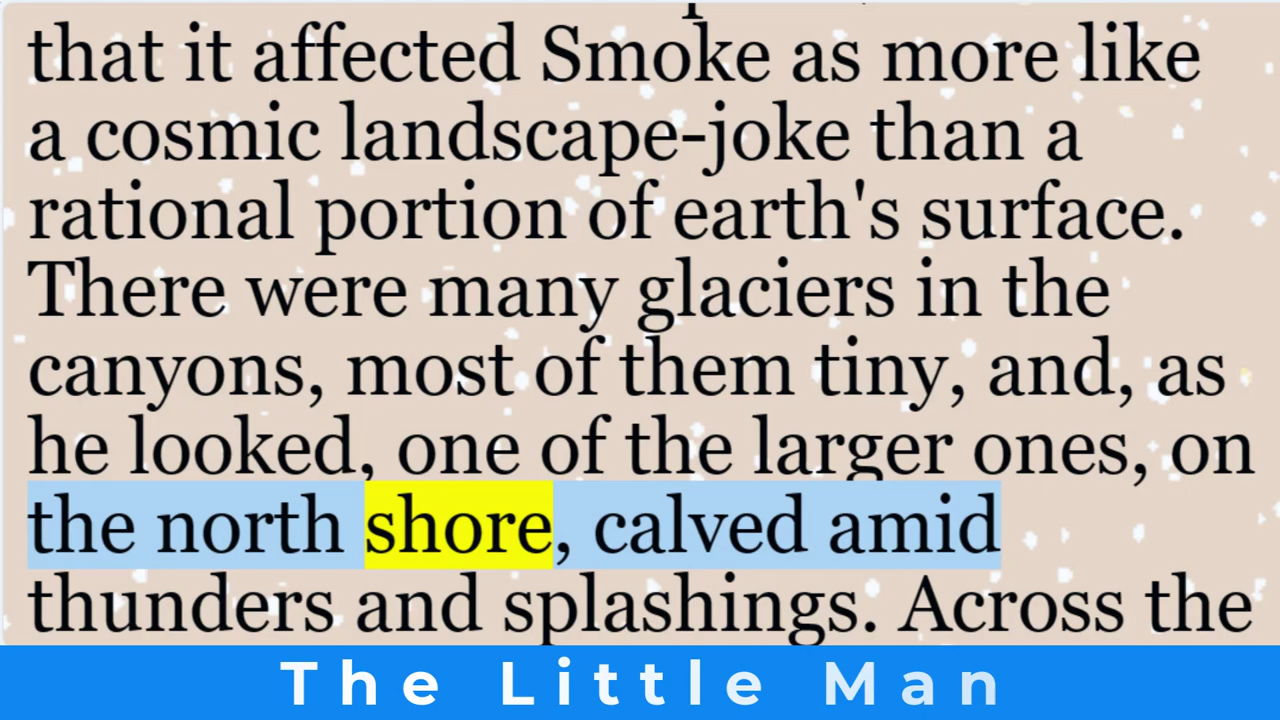 that it affected Smoke as more like
a cosmic landscape-joke than a
rational portion of earth's surface.
There were many glaciers in the
canyons, most of them tiny, and, as
he looked, one of the larger ones, on
the north shore, calved amid
thunders and splashings. Across the
The Little Man